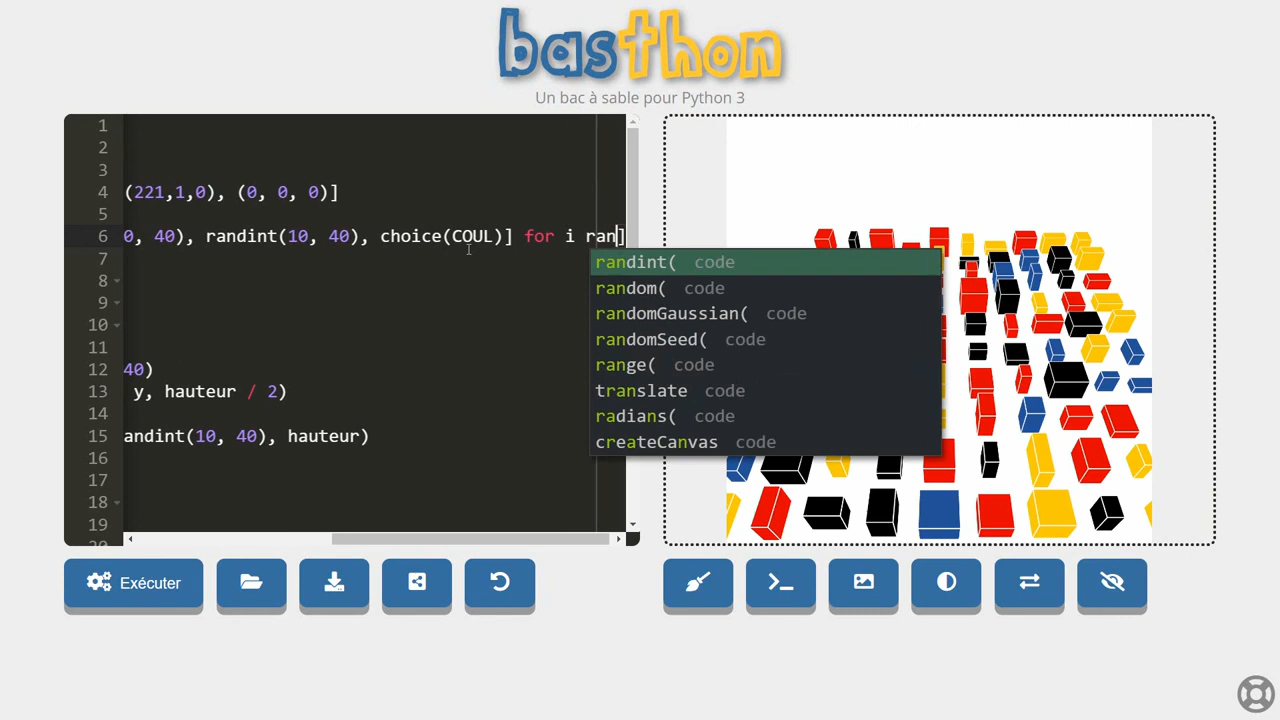 basthon
Un bac à sable pour Python 3
1
2
3
4 (221,1,0), (0, 0, 0)]
5
6 0, 40), randint(10, 40), choice(COUL)] for i ran]
7
8
9
10
11
12 40)
13 y, hauteur / 2)
14
15 andint(10, 40), hauteur)
16
17
18
19
20
randint( code
random( code
randomGaussian( code
randomSeed( code
range( code
translate code
radians( code
createCanvas code
Exécuter